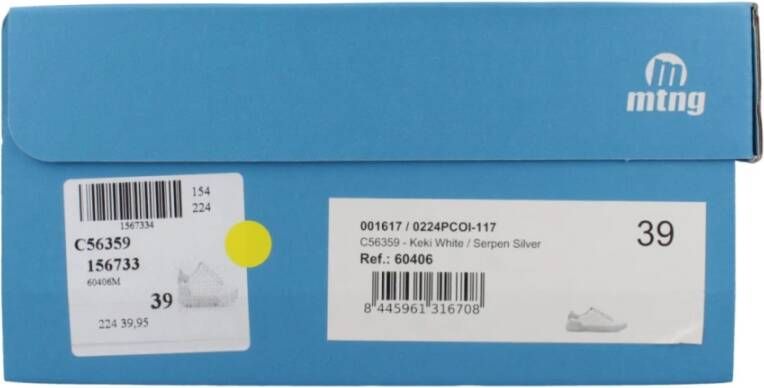 m
mtng
154
224
1567334
C56359
156733
60406M
39
224 39,95
001617 / 0224PCOI-117
C56359 - Keki White / Serpen Silver
Ref.: 60406
39
8 445961 316708